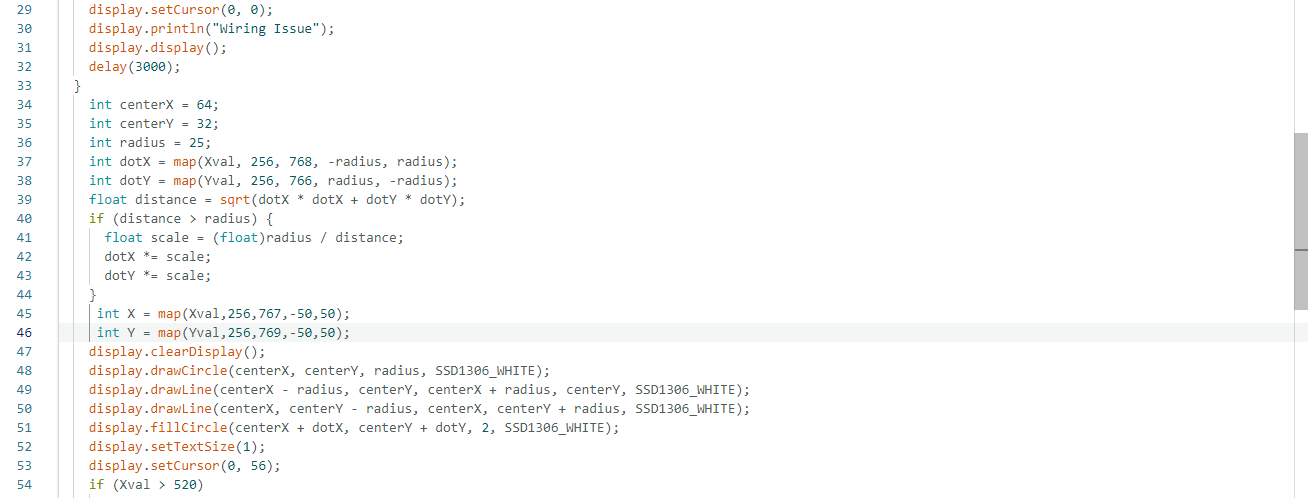 29 display.setCursor(0, 0);
30 display.println("Wiring Issue");
31 display.display();
32 delay(3000);
33 }
34 int centerX = 64;
35 int centerY = 32;
36 int radius = 25;
37 int dotX = map(Xval, 256, 768, -radius, radius);
38 int dotY = map(Yval, 256, 766, radius, -radius);
39 float distance = sqrt(dotX * dotX + dotY * dotY);
40 if (distance > radius) {
41 float scale = (float)radius / distance;
42 dotX *= scale;
43 dotY *= scale;
44 }
45 int X = map(Xval,256,767,-50,50);
46 int Y = map(Yval,256,769,-50,50);
47 display.clearDisplay();
48 display.drawCircle(centerX, centerY, radius, SSD1306_WHITE);
49 display.drawLine(centerX - radius, centerY, centerX + radius, centerY, SSD1306_WHITE);
50 display.drawLine(centerX, centerY - radius, centerX, centerY + radius, SSD1306_WHITE);
51 display.fillCircle(centerX + dotX, centerY + dotY, 2, SSD1306_WHITE);
52 display.setTextSize(1);
53 display.setCursor(0, 56);
54 if (Xval > 520)